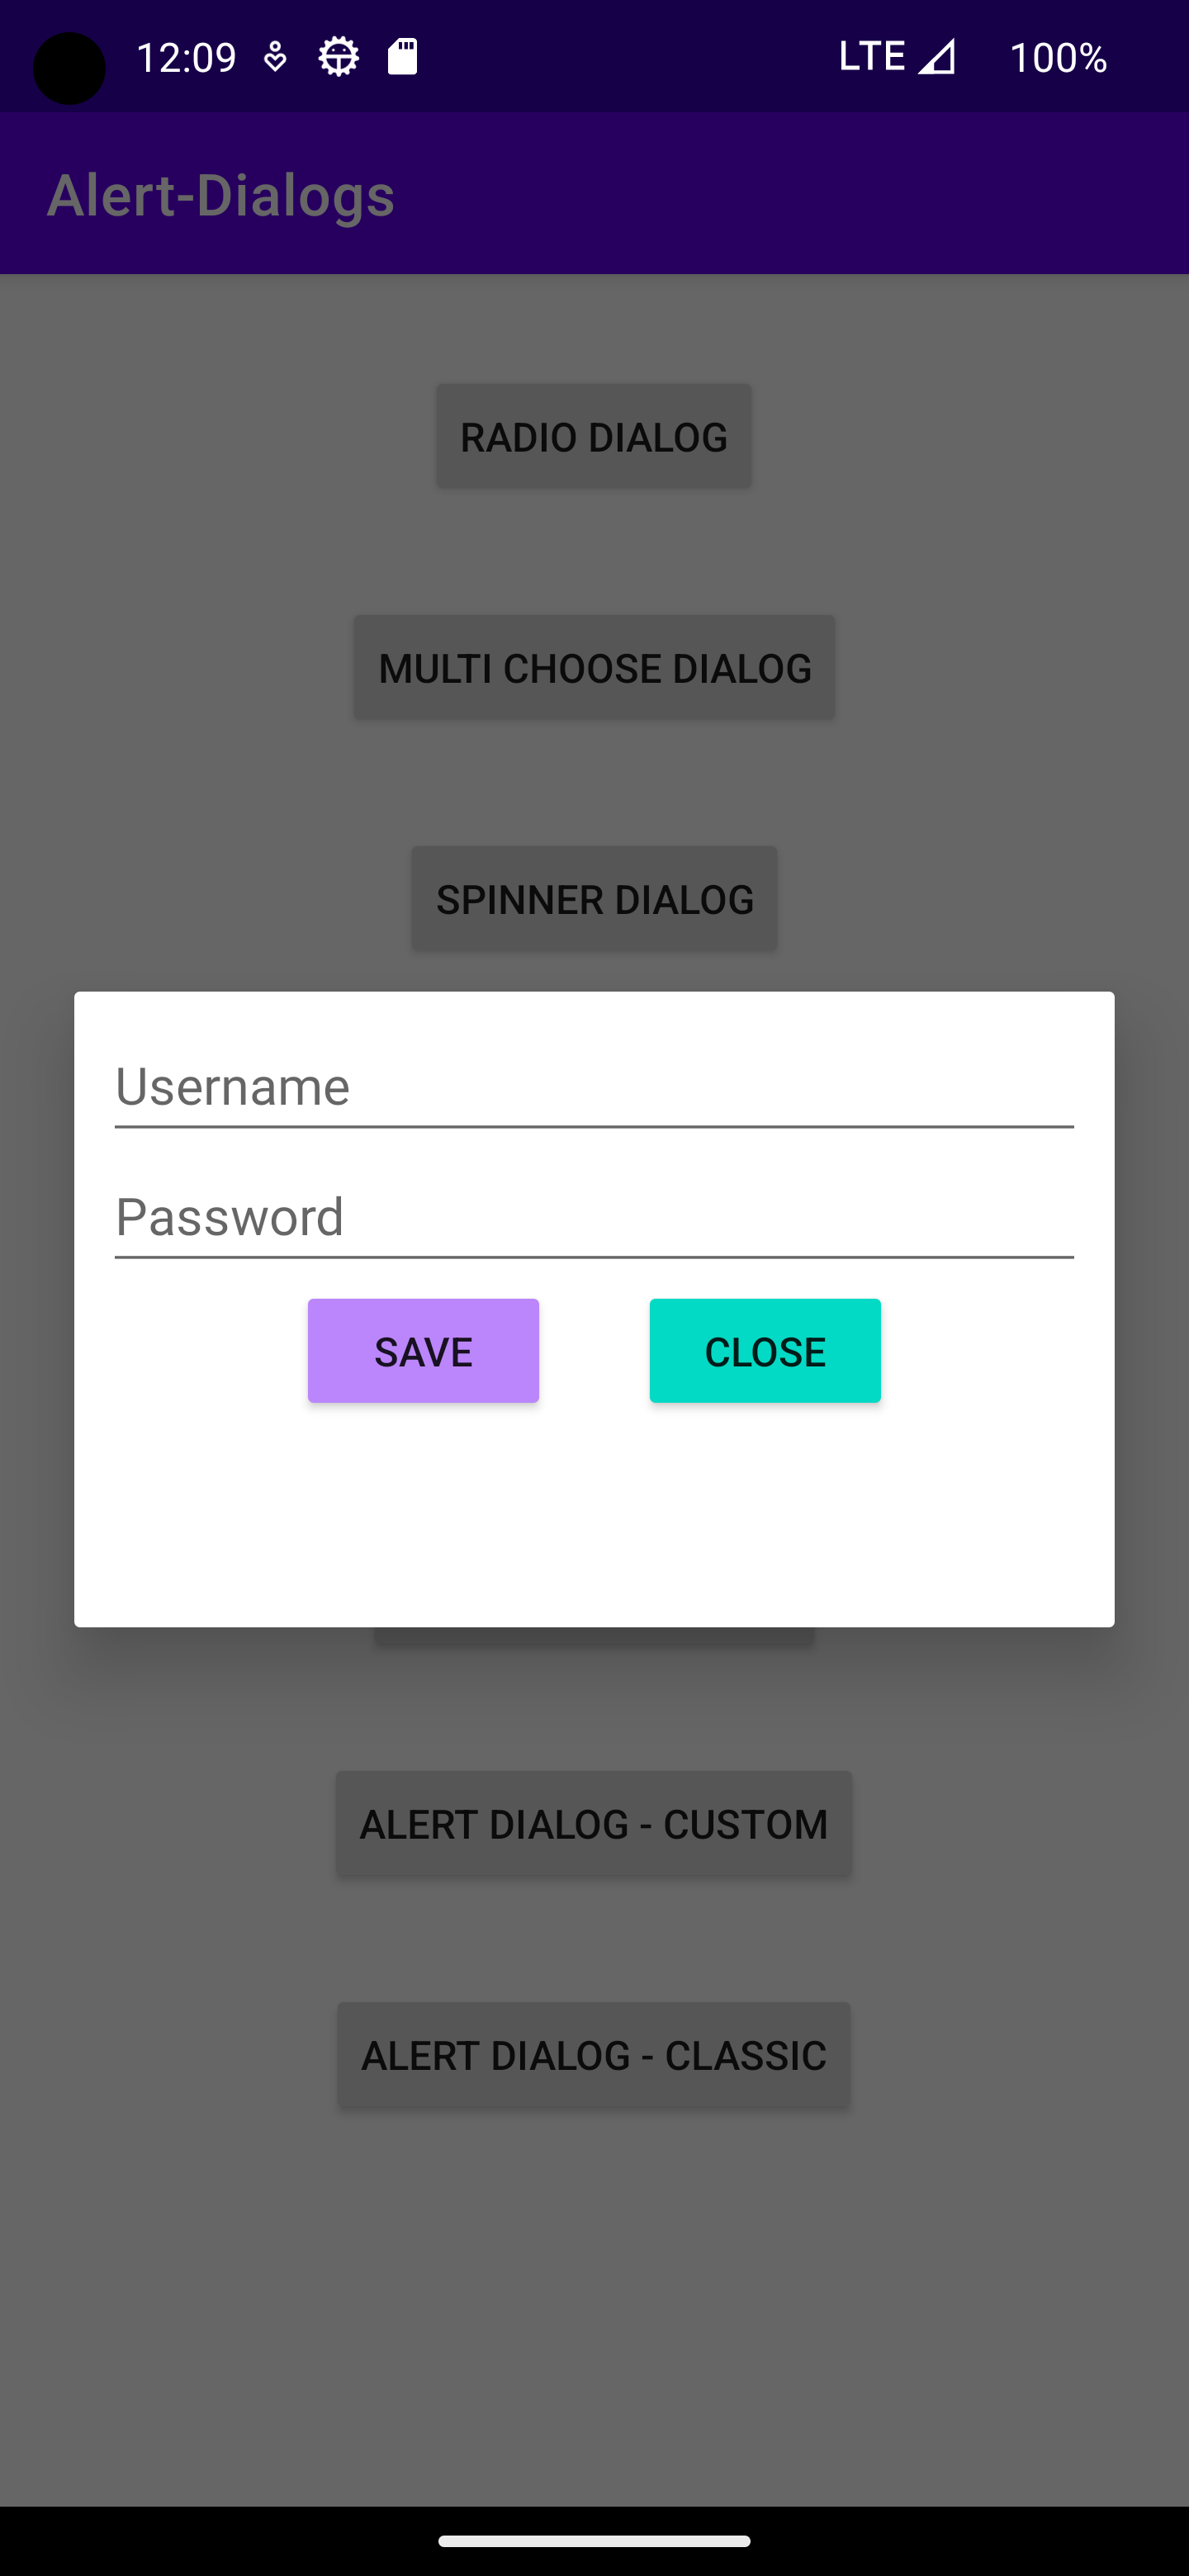 12:09 LTE 100%
Alert-Dialogs
RADIO DIALOG
MULTI CHOOSE DIALOG
SPINNER DIALOG
Username
Password
SAVE CLOSE
ALERT DIALOG - CUSTOM
ALERT DIALOG - CLASSIC